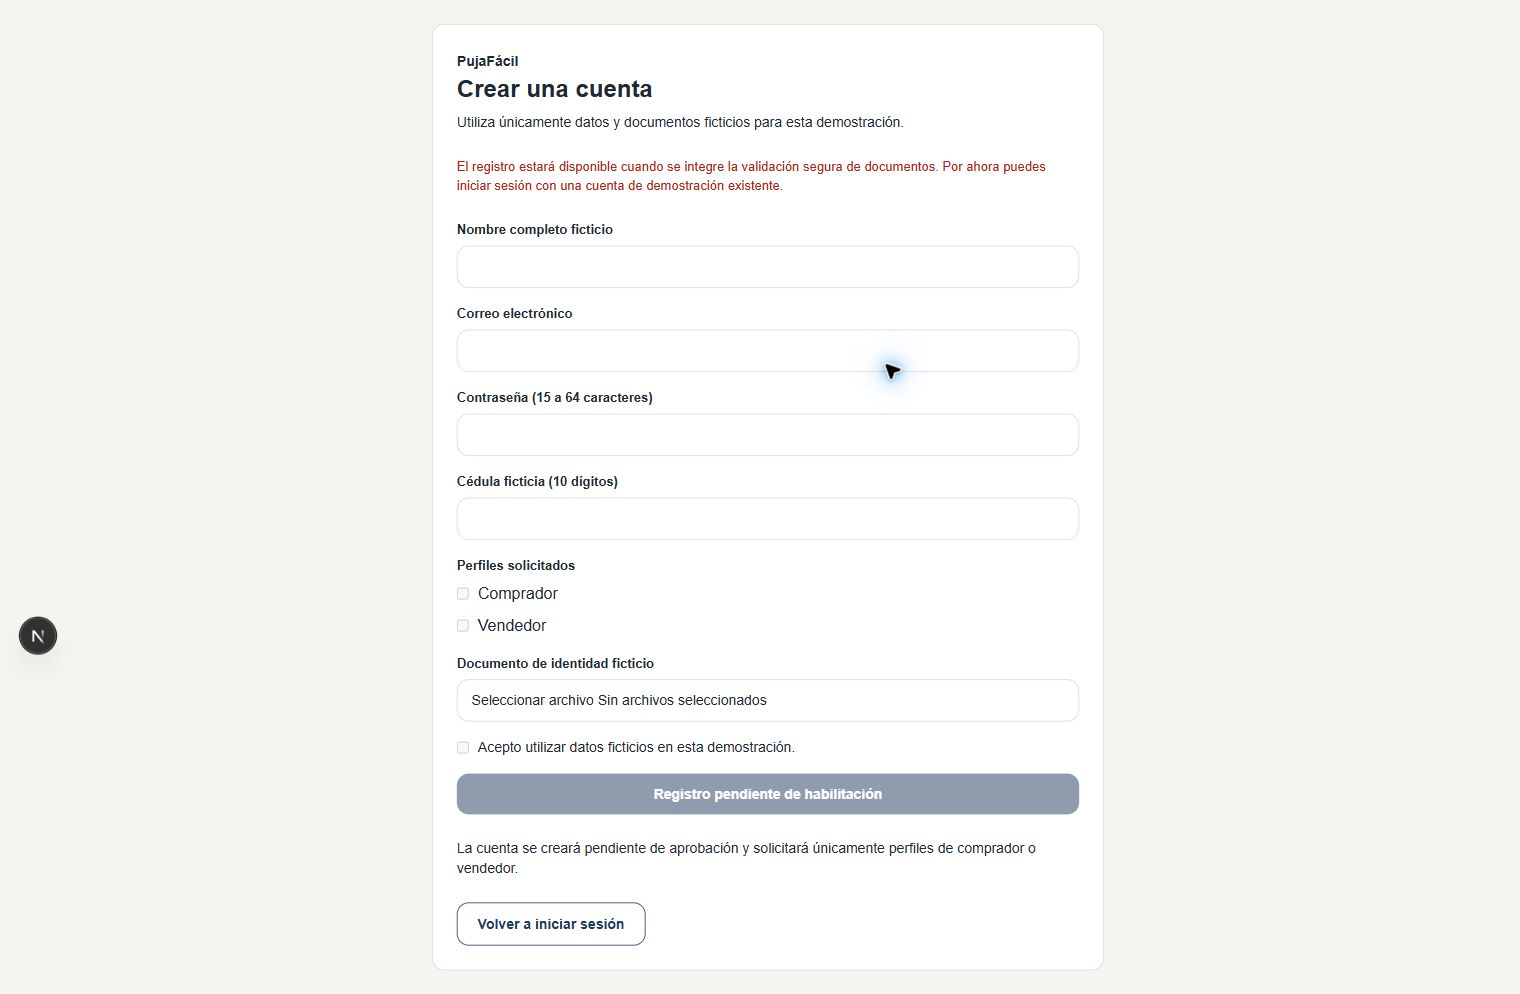 PujaFácil
Crear una cuenta
Utiliza únicamente datos y documentos ficticios para esta demostración.
El registro estará disponible cuando se integre la validación segura de documentos. Por ahora puedes
iniciar sesión con una cuenta de demostración existente.
Nombre completo ficticio
Correo electrónico
Contraseña (15 a 64 caracteres)
Cédula ficticia (10 dígitos)
Perfiles solicitados
Comprador
Vendedor
Documento de identidad ficticio
Seleccionar archivo Sin archivos seleccionados
Acepto utilizar datos ficticios en esta demostración.
Registro pendiente de habilitación
La cuenta se creará pendiente de aprobación y solicitará únicamente perfiles de comprador o
vendedor.
Volver a iniciar sesión
N